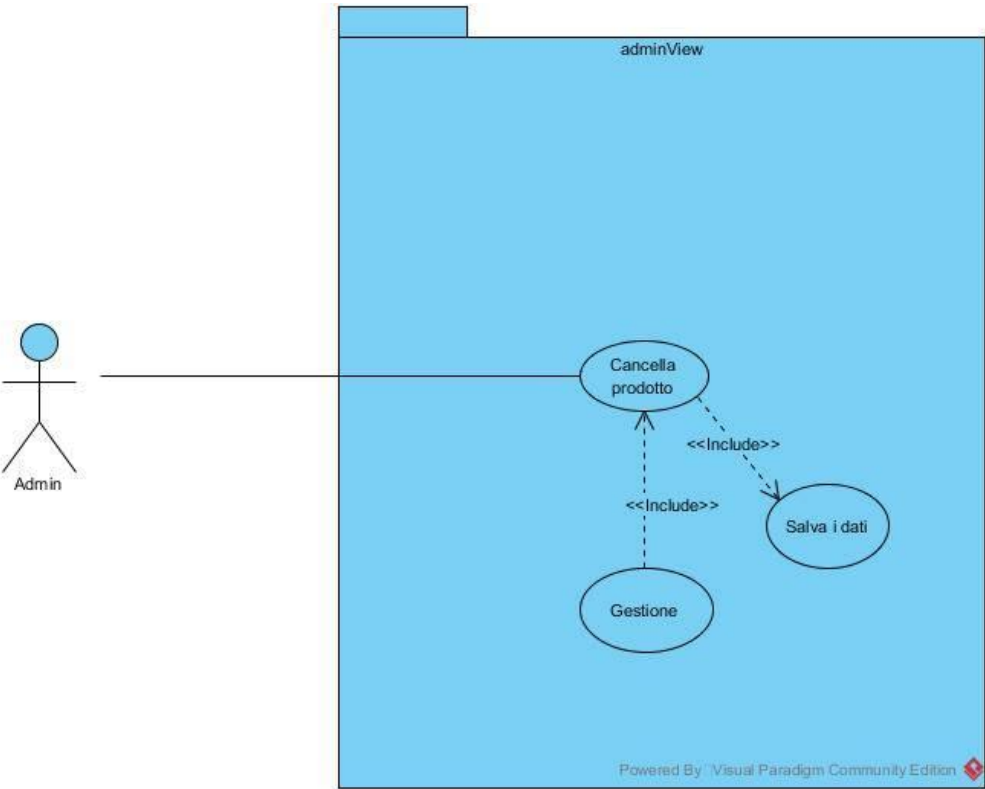 adminView
Cancella
prodotto
<<Include>>
<<Include>>
Salva i dati
Gestione
Admin
Powered By Visual Paradigm Community Edition